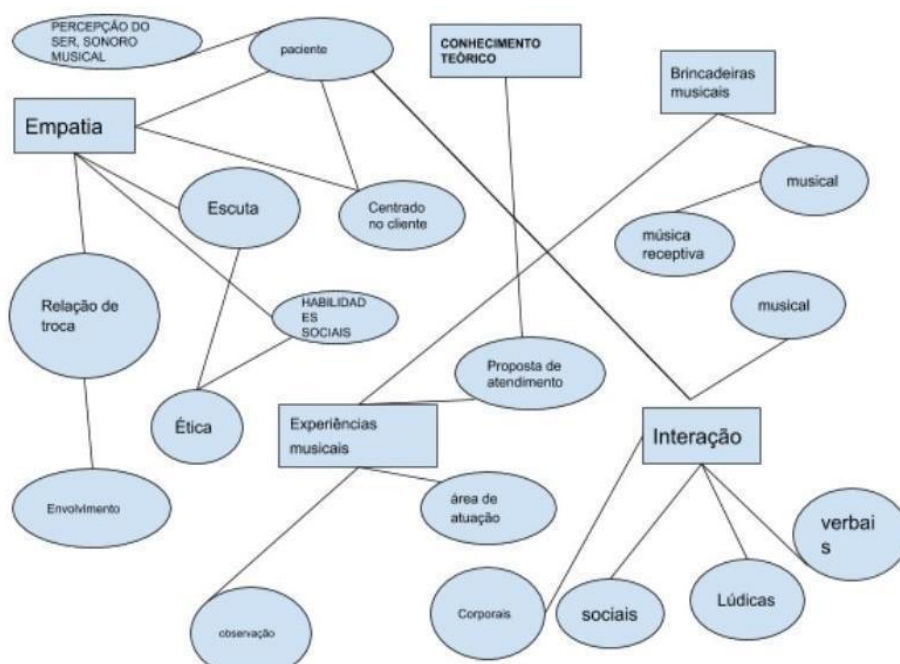 PERCEPÇÃO DO
SER, SONORO
MUSICAL
paciente
CONHECIMENTO
TEÓRICO
Brincadeiras
musicais
Empatia
Escuta
Centrado
no cliente
musical
música
receptiva
Relação de
troca
HABILIDAD
ES
SOCIAIS
musical
Proposta de
atendimento
Ética
Experiências
musicais
Interação
Envolvimento
área de
atuação
verbai
s
observação
Corporais
sociais
Lúdicas